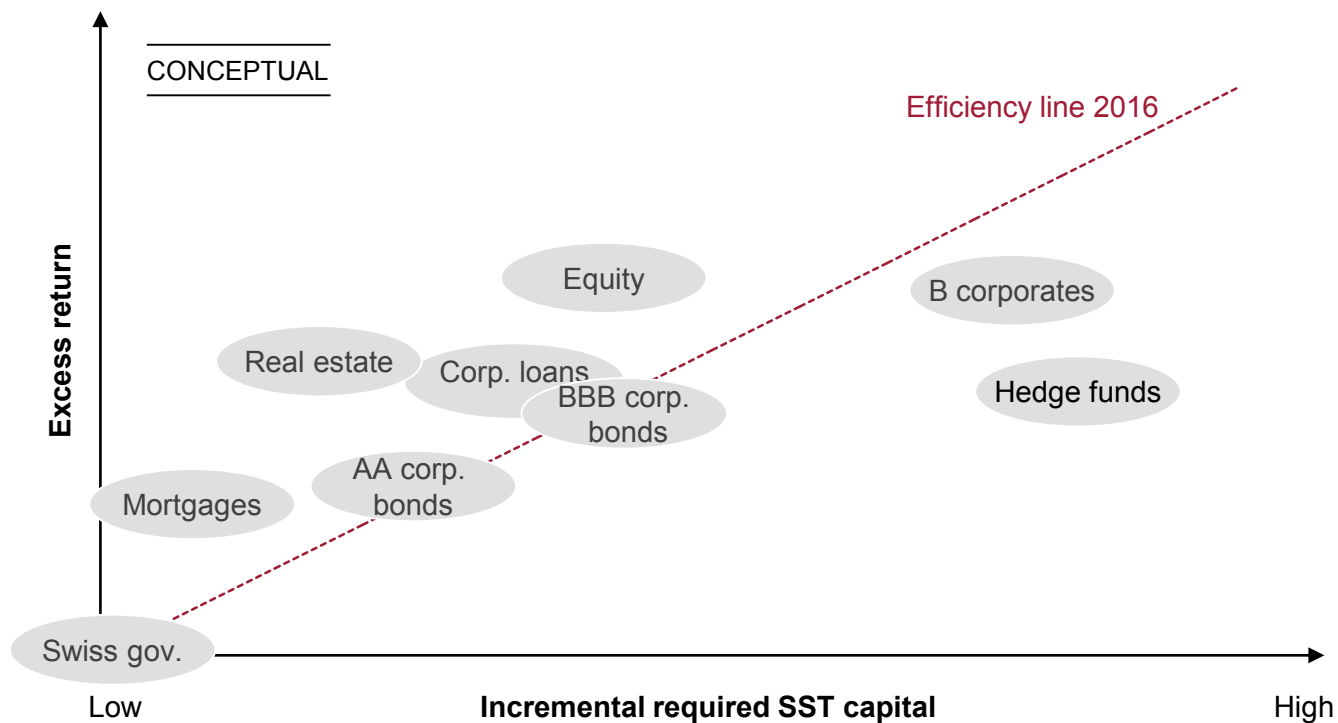 CONCEPTUAL
Efficiency line 2016
Excess return
Equity
B corporates
Real estate
Corp. loans
Hedge funds
BBB corp.
bonds
AA corp.
bonds
Mortgages
Swiss gov.
Low
Incremental required SST capital
High